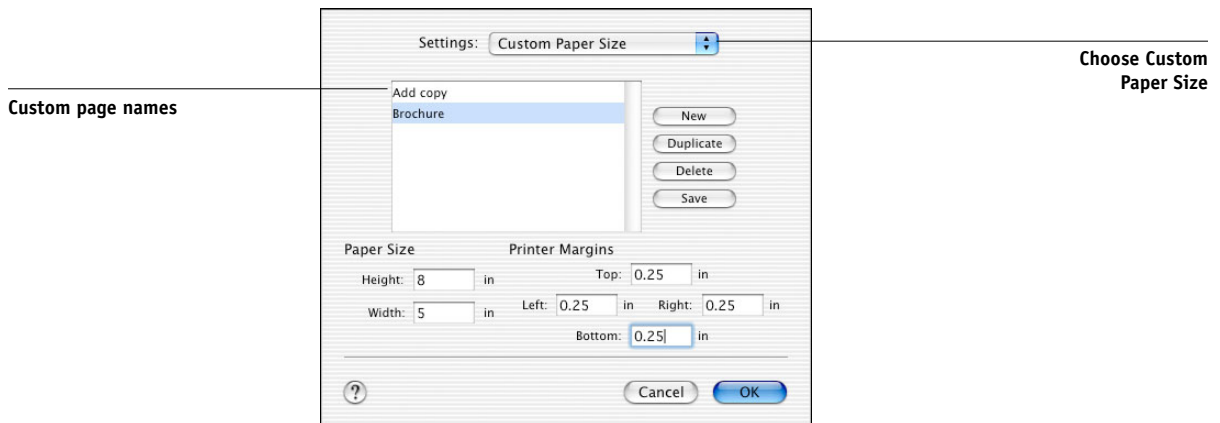 Settings: Custom Paper Size
Choose Custom
Paper Size
Custom page names
Add copy
Brochure
New
Duplicate
Delete
Save
Paper Size
Printer Margins
Height: 8 in
Top: 0.25 in
Width: 5 in
Left: 0.25 in Right: 0.25 in
Bottom: 0.25 in
? Cancel OK